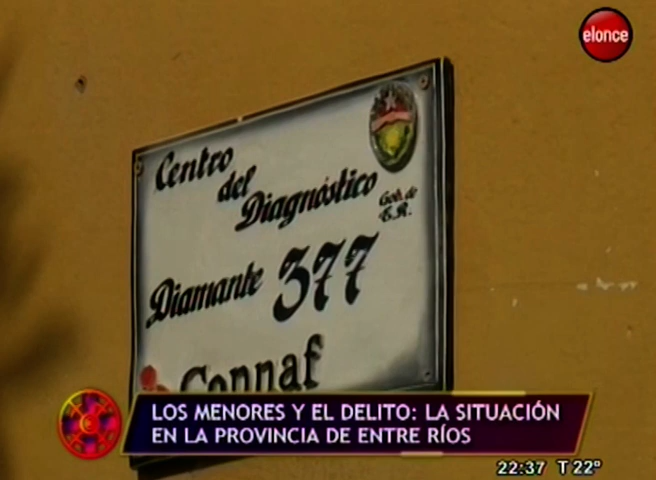 elonce
Centro
del
Diagnóstico
Gob. de
E.R.
Diamante 377
Connaf
LOS MENORES Y EL DELITO: LA SITUACIÓN
EN LA PROVINCIA DE ENTRE RÍOS
22:37 T 22º